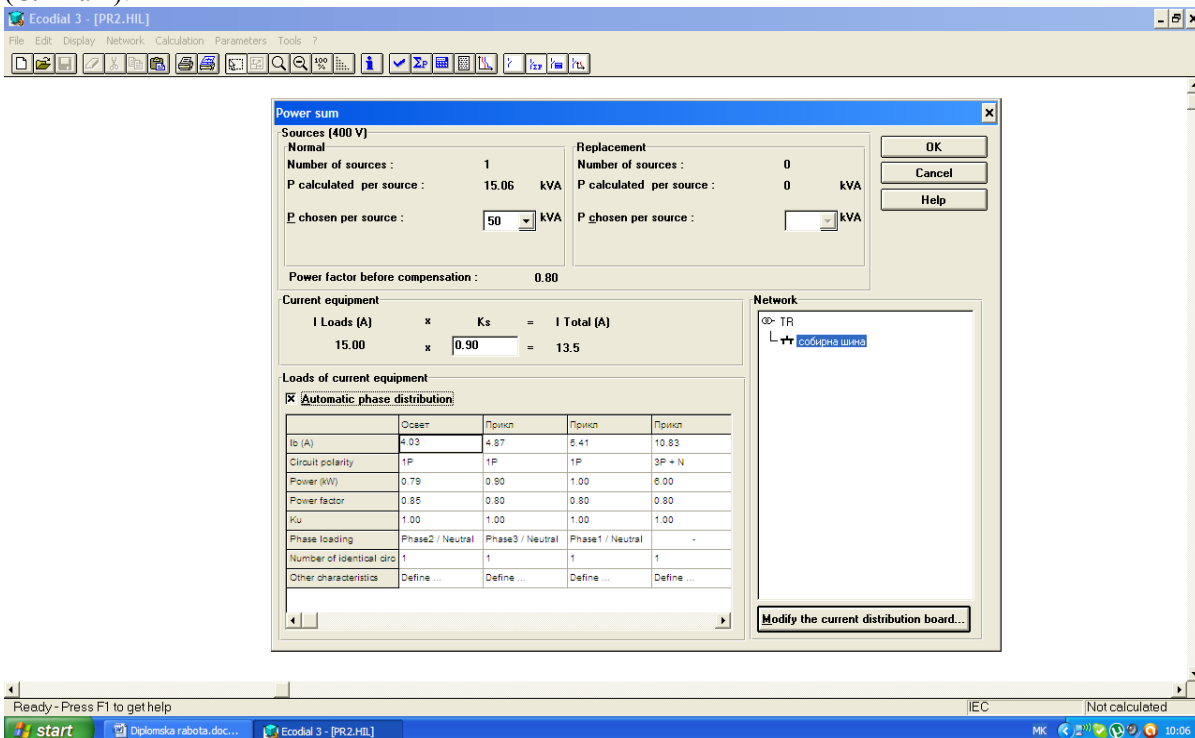 Ecodial 3 - [PR2.HIL]
File Edit Display Network Calculation Parameters Tools ?
Power sum
Sources (400 V)
Normal
Number of sources : 1
P calculated per source : 15.06 kVA
P chosen per source : 50 kVA
Replacement
Number of sources : 0
P calculated per source : 0 kVA
P chosen per source : kVA
Power factor before compensation : 0.80
OK
Cancel
Help
Current equipment
I Loads (A) x Ks = I Total (A)
15.00 x 0.90 = 13.5
Network
TR
собирна шина
Loads of current equipment
Automatic phase distribution
Освет Прикл Прикл Прикл
Ib (A) 4.03 4.87 5.41 10.83
Circuit polarity 1P 1P 1P 3P + N
Power (kW) 0.79 0.90 1.00 6.00
Power factor 0.85 0.80 0.80 0.80
Ku 1.00 1.00 1.00 1.00
Phase loading Phase2 / Neutral Phase3 / Neutral Phase1 / Neutral -
Number of identical circ 1 1 1 1
Other characteristics Define ... Define ... Define ... Define ...
Modify the current distribution board...
Ready - Press F1 to get help IEC Not calculated
start Diplomska rabota.doc... Ecodial 3 - [PR2.HIL] MK 10:06